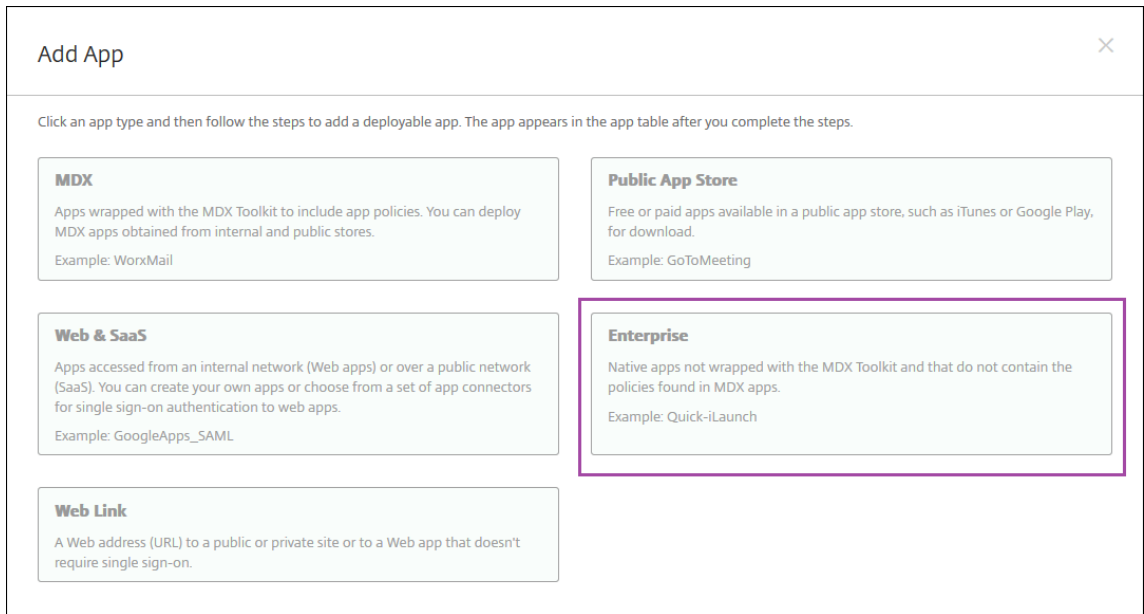 Add App
Click an app type and then follow the steps to add a deployable app. The app appears in the app table after you complete the steps.
MDX
Apps wrapped with the MDX Toolkit to include app policies. You can deploy
MDX apps obtained from internal and public stores.
Example: WorxMail
Public App Store
Free or paid apps available in a public app store, such as iTunes or Google Play,
for download.
Example: GoToMeeting
Web & SaaS
Apps accessed from an internal network (Web apps) or over a public network
(SaaS). You can create your own apps or choose from a set of app connectors
for single sign-on authentication to web apps.
Example: GoogleApps_SAML
Enterprise
Native apps not wrapped with the MDX Toolkit and that do not contain the
policies found in MDX apps.
Example: Quick-iLaunch
Web Link
A Web address (URL) to a public or private site or to a Web app that doesn't
require single sign-on.